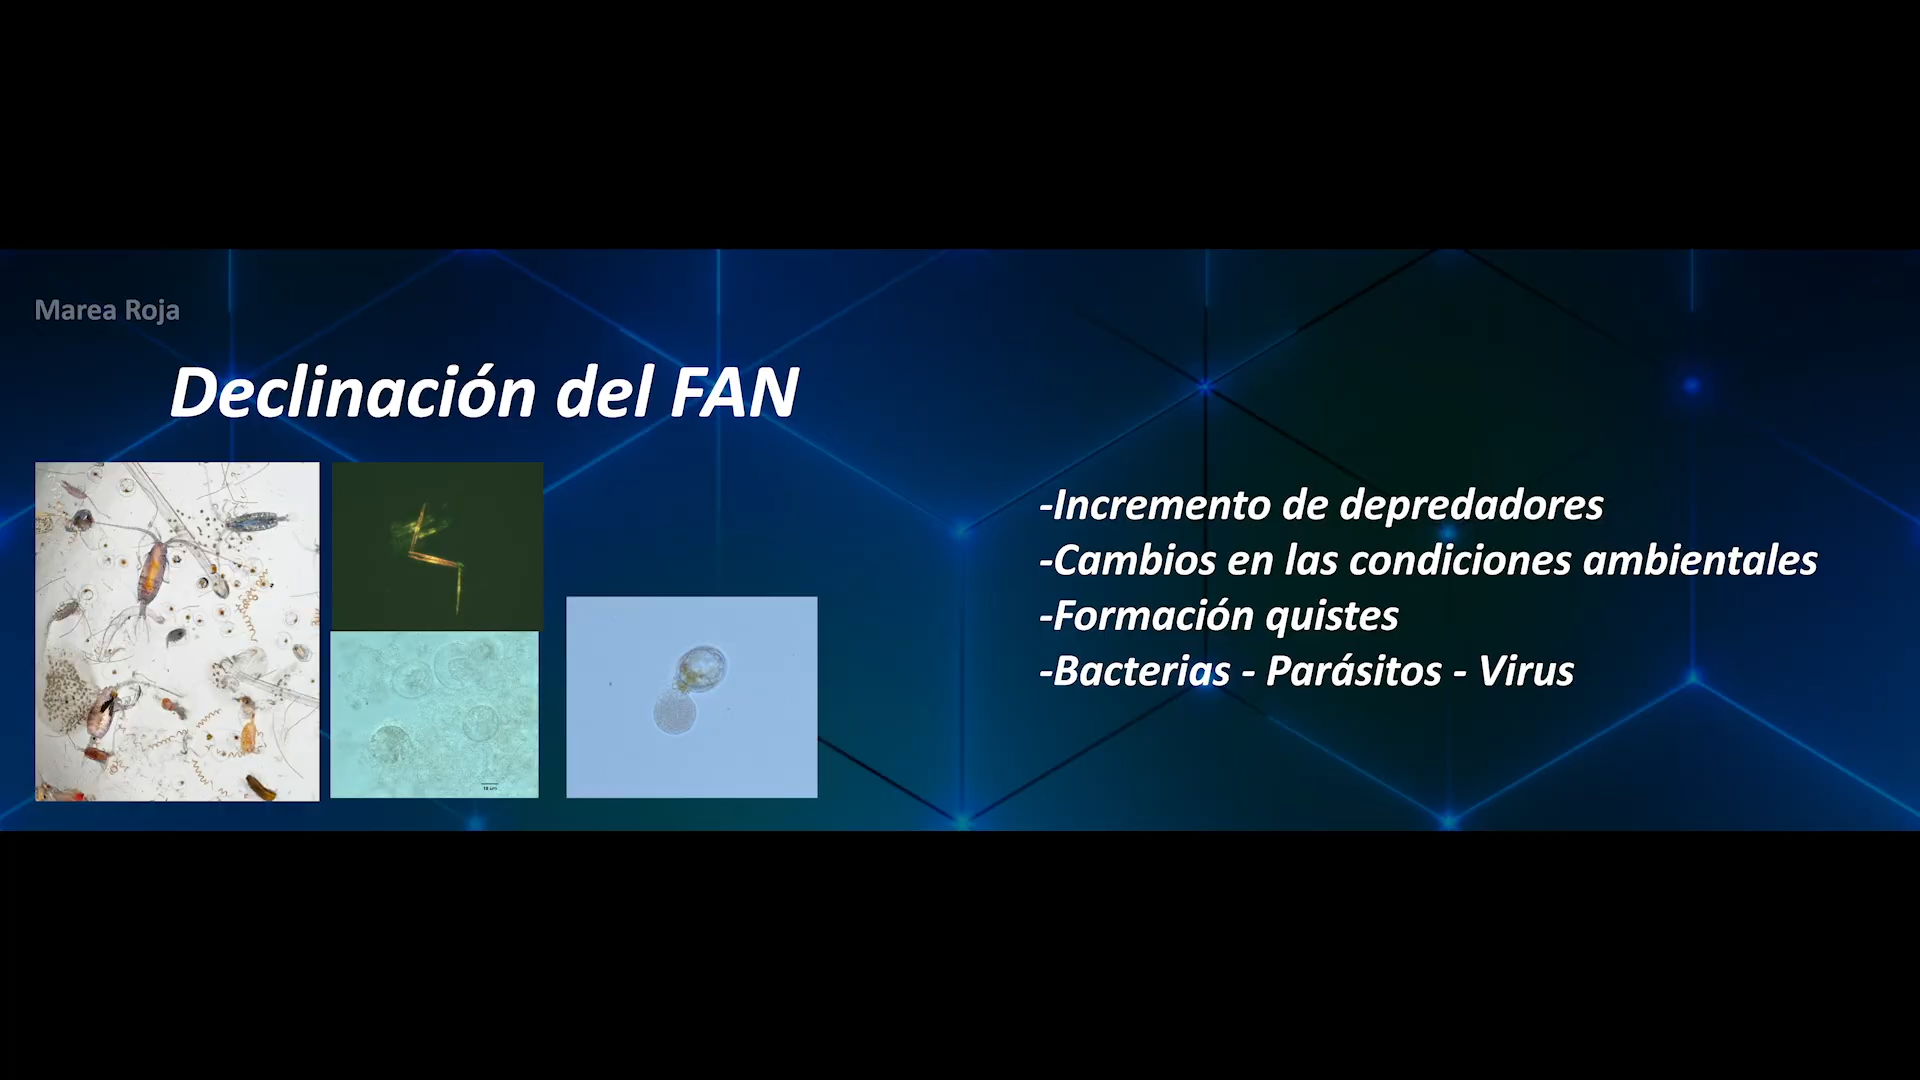 Marea Roja
Declinación del FAN
-Incremento de depredadores
-Cambios en las condiciones ambientales
-Formación quistes
-Bacterias - Parásitos - Virus